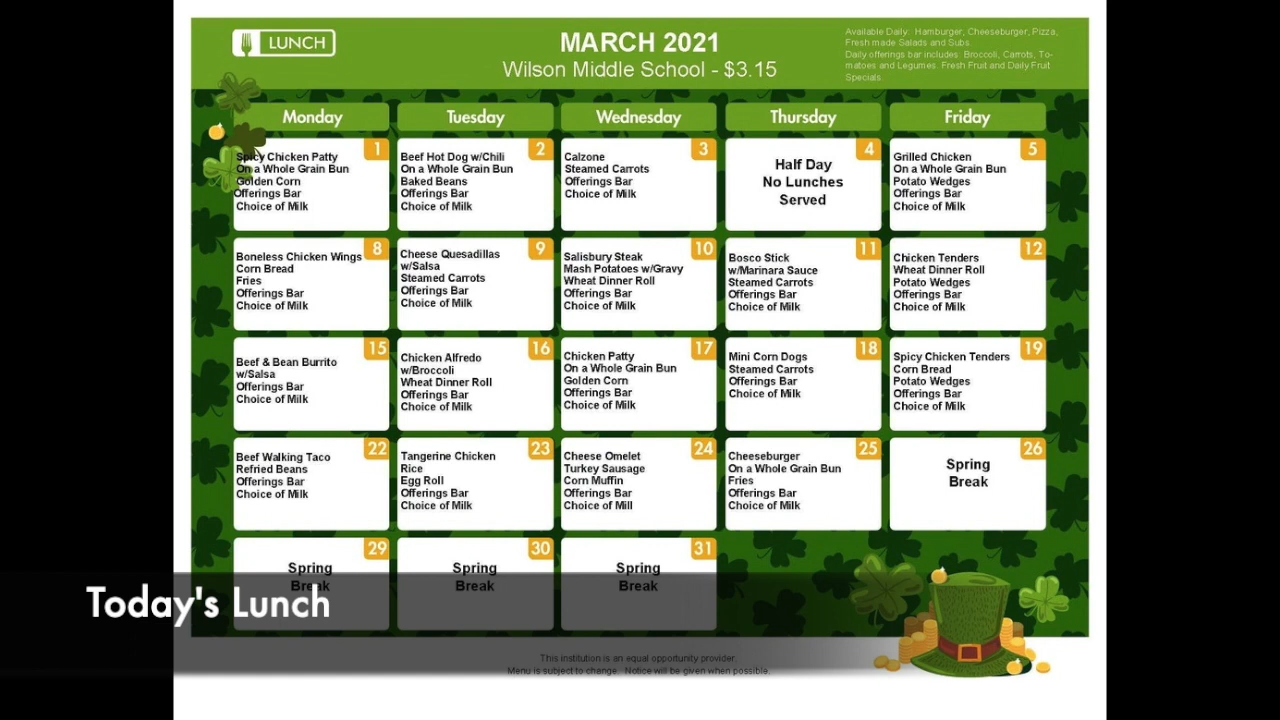 LUNCH
MARCH 2021
Wilson Middle School - $3.15
Available Daily: Hamburger, Cheeseburger, Pizza,
Fresh made Salads and Subs.
Daily offerings bar includes: Broccoli, Carrots, To-
matoes and Legumes. Fresh Fruit and Daily Fruit
Specials.
Monday
Tuesday
Wednesday
Thursday
Friday
1
Spicy Chicken Patty
On a Whole Grain Bun
Golden Corn
Offerings Bar
Choice of Milk
2
Beef Hot Dog w/Chili
On a Whole Grain Bun
Baked Beans
Offerings Bar
Choice of Milk
3
Calzone
Steamed Carrots
Offerings Bar
Choice of Milk
4
Half Day
No Lunches
Served
5
Grilled Chicken
On a Whole Grain Bun
Potato Wedges
Offerings Bar
Choice of Milk
8
Boneless Chicken Wings
Corn Bread
Fries
Offerings Bar
Choice of Milk
9
Cheese Quesadillas
w/Salsa
Steamed Carrots
Offerings Bar
Choice of Milk
10
Salisbury Steak
Mash Potatoes w/Gravy
Wheat Dinner Roll
Offerings Bar
Choice of Milk
11
Bosco Stick
w/Marinara Sauce
Steamed Carrots
Offerings Bar
Choice of Milk
12
Chicken Tenders
Wheat Dinner Roll
Potato Wedges
Offerings Bar
Choice of Milk
15
Beef & Bean Burrito
w/Salsa
Offerings Bar
Choice of Milk
16
Chicken Alfredo
w/Broccoli
Wheat Dinner Roll
Offerings Bar
Choice of Milk
17
Chicken Patty
On a Whole Grain Bun
Golden Corn
Offerings Bar
Choice of Milk
18
Mini Corn Dogs
Steamed Carrots
Offerings Bar
Choice of Milk
19
Spicy Chicken Tenders
Corn Bread
Potato Wedges
Offerings Bar
Choice of Milk
22
Beef Walking Taco
Refried Beans
Offerings Bar
Choice of Milk
23
Tangerine Chicken
Rice
Egg Roll
Offerings Bar
Choice of Milk
24
Cheese Omelet
Turkey Sausage
Corn Muffin
Offerings Bar
Choice of Mill
25
Cheeseburger
On a Whole Grain Bun
Fries
Offerings Bar
Choice of Milk
26
Spring
Break
29
Spring
Break
30
Spring
Break
31
Spring
Break
Today's Lunch
This institution is an equal opportunity provider.
Menu is subject to change. Notice will be given when possible.